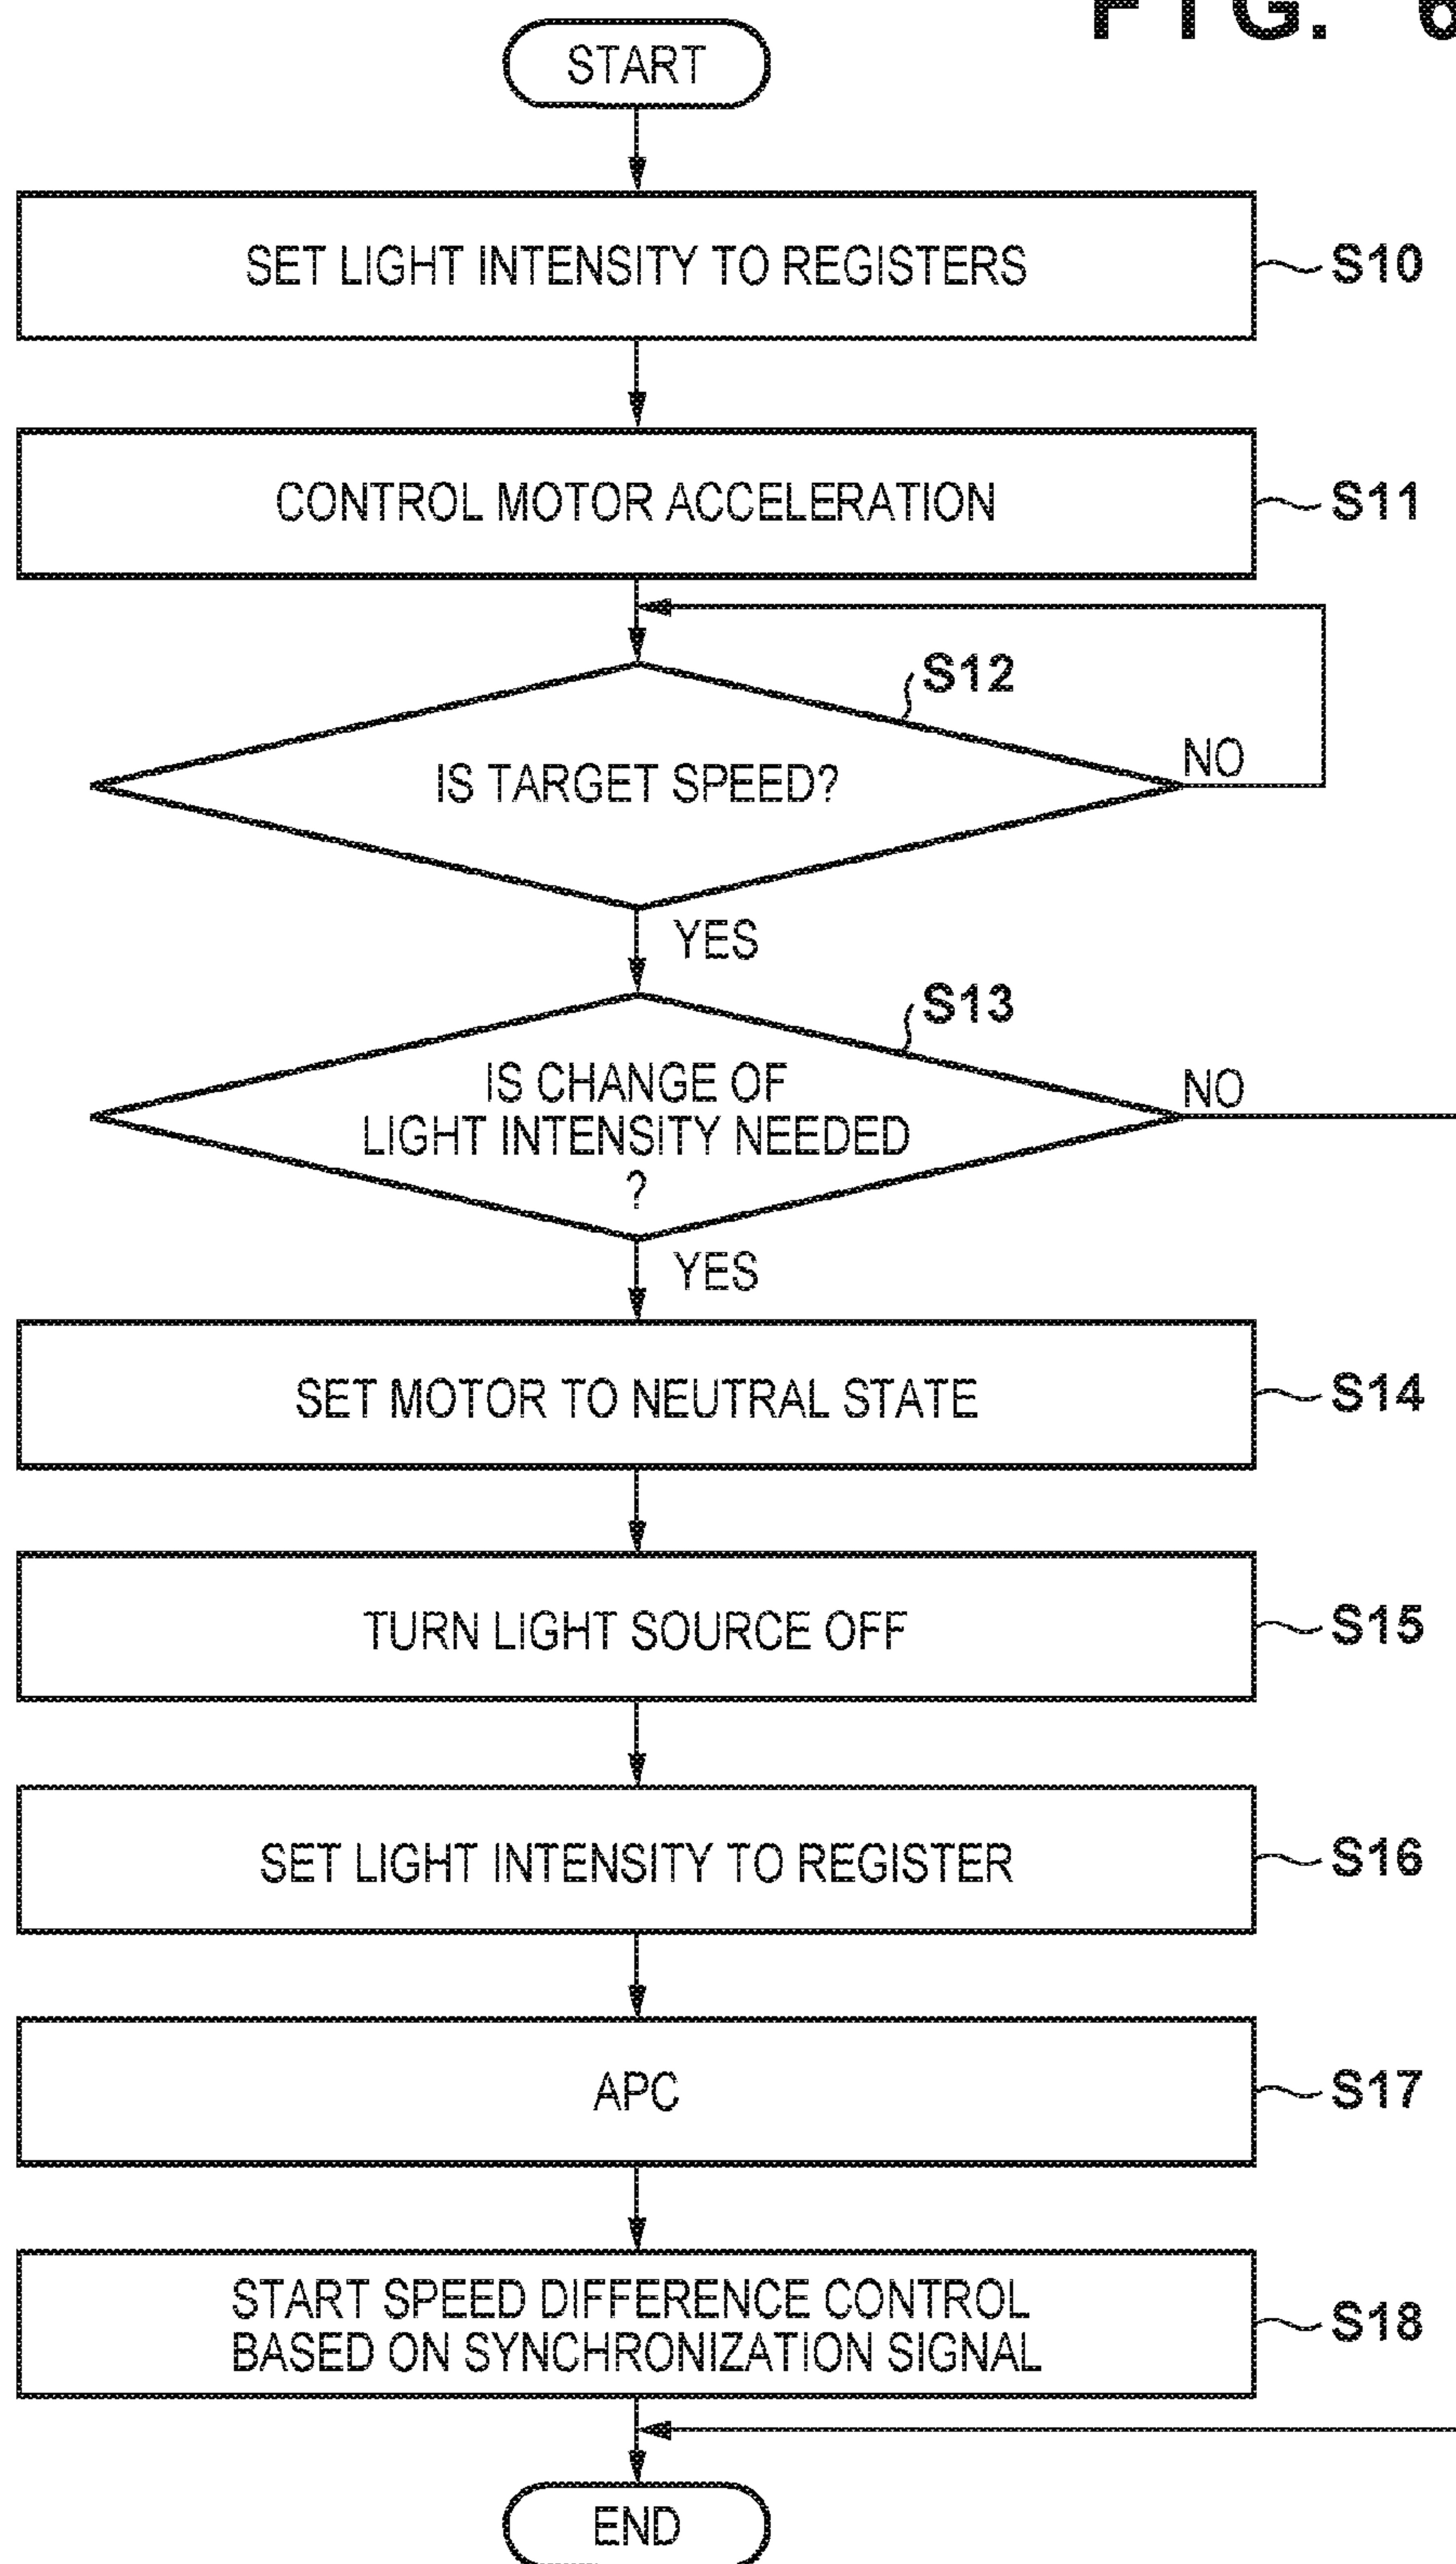 FIG. 6
START
SET LIGHT INTENSITY TO REGISTERS
S10
CONTROL MOTOR ACCELERATION
S11
S12
IS TARGET SPEED?
NO
YES
S13
IS CHANGE OF
LIGHT INTENSITY NEEDED
?
NO
YES
SET MOTOR TO NEUTRAL STATE
S14
TURN LIGHT SOURCE OFF
S15
SET LIGHT INTENSITY TO REGISTER
S16
APC
S17
START SPEED DIFFERENCE CONTROL
BASED ON SYNCHRONIZATION SIGNAL
S18
END